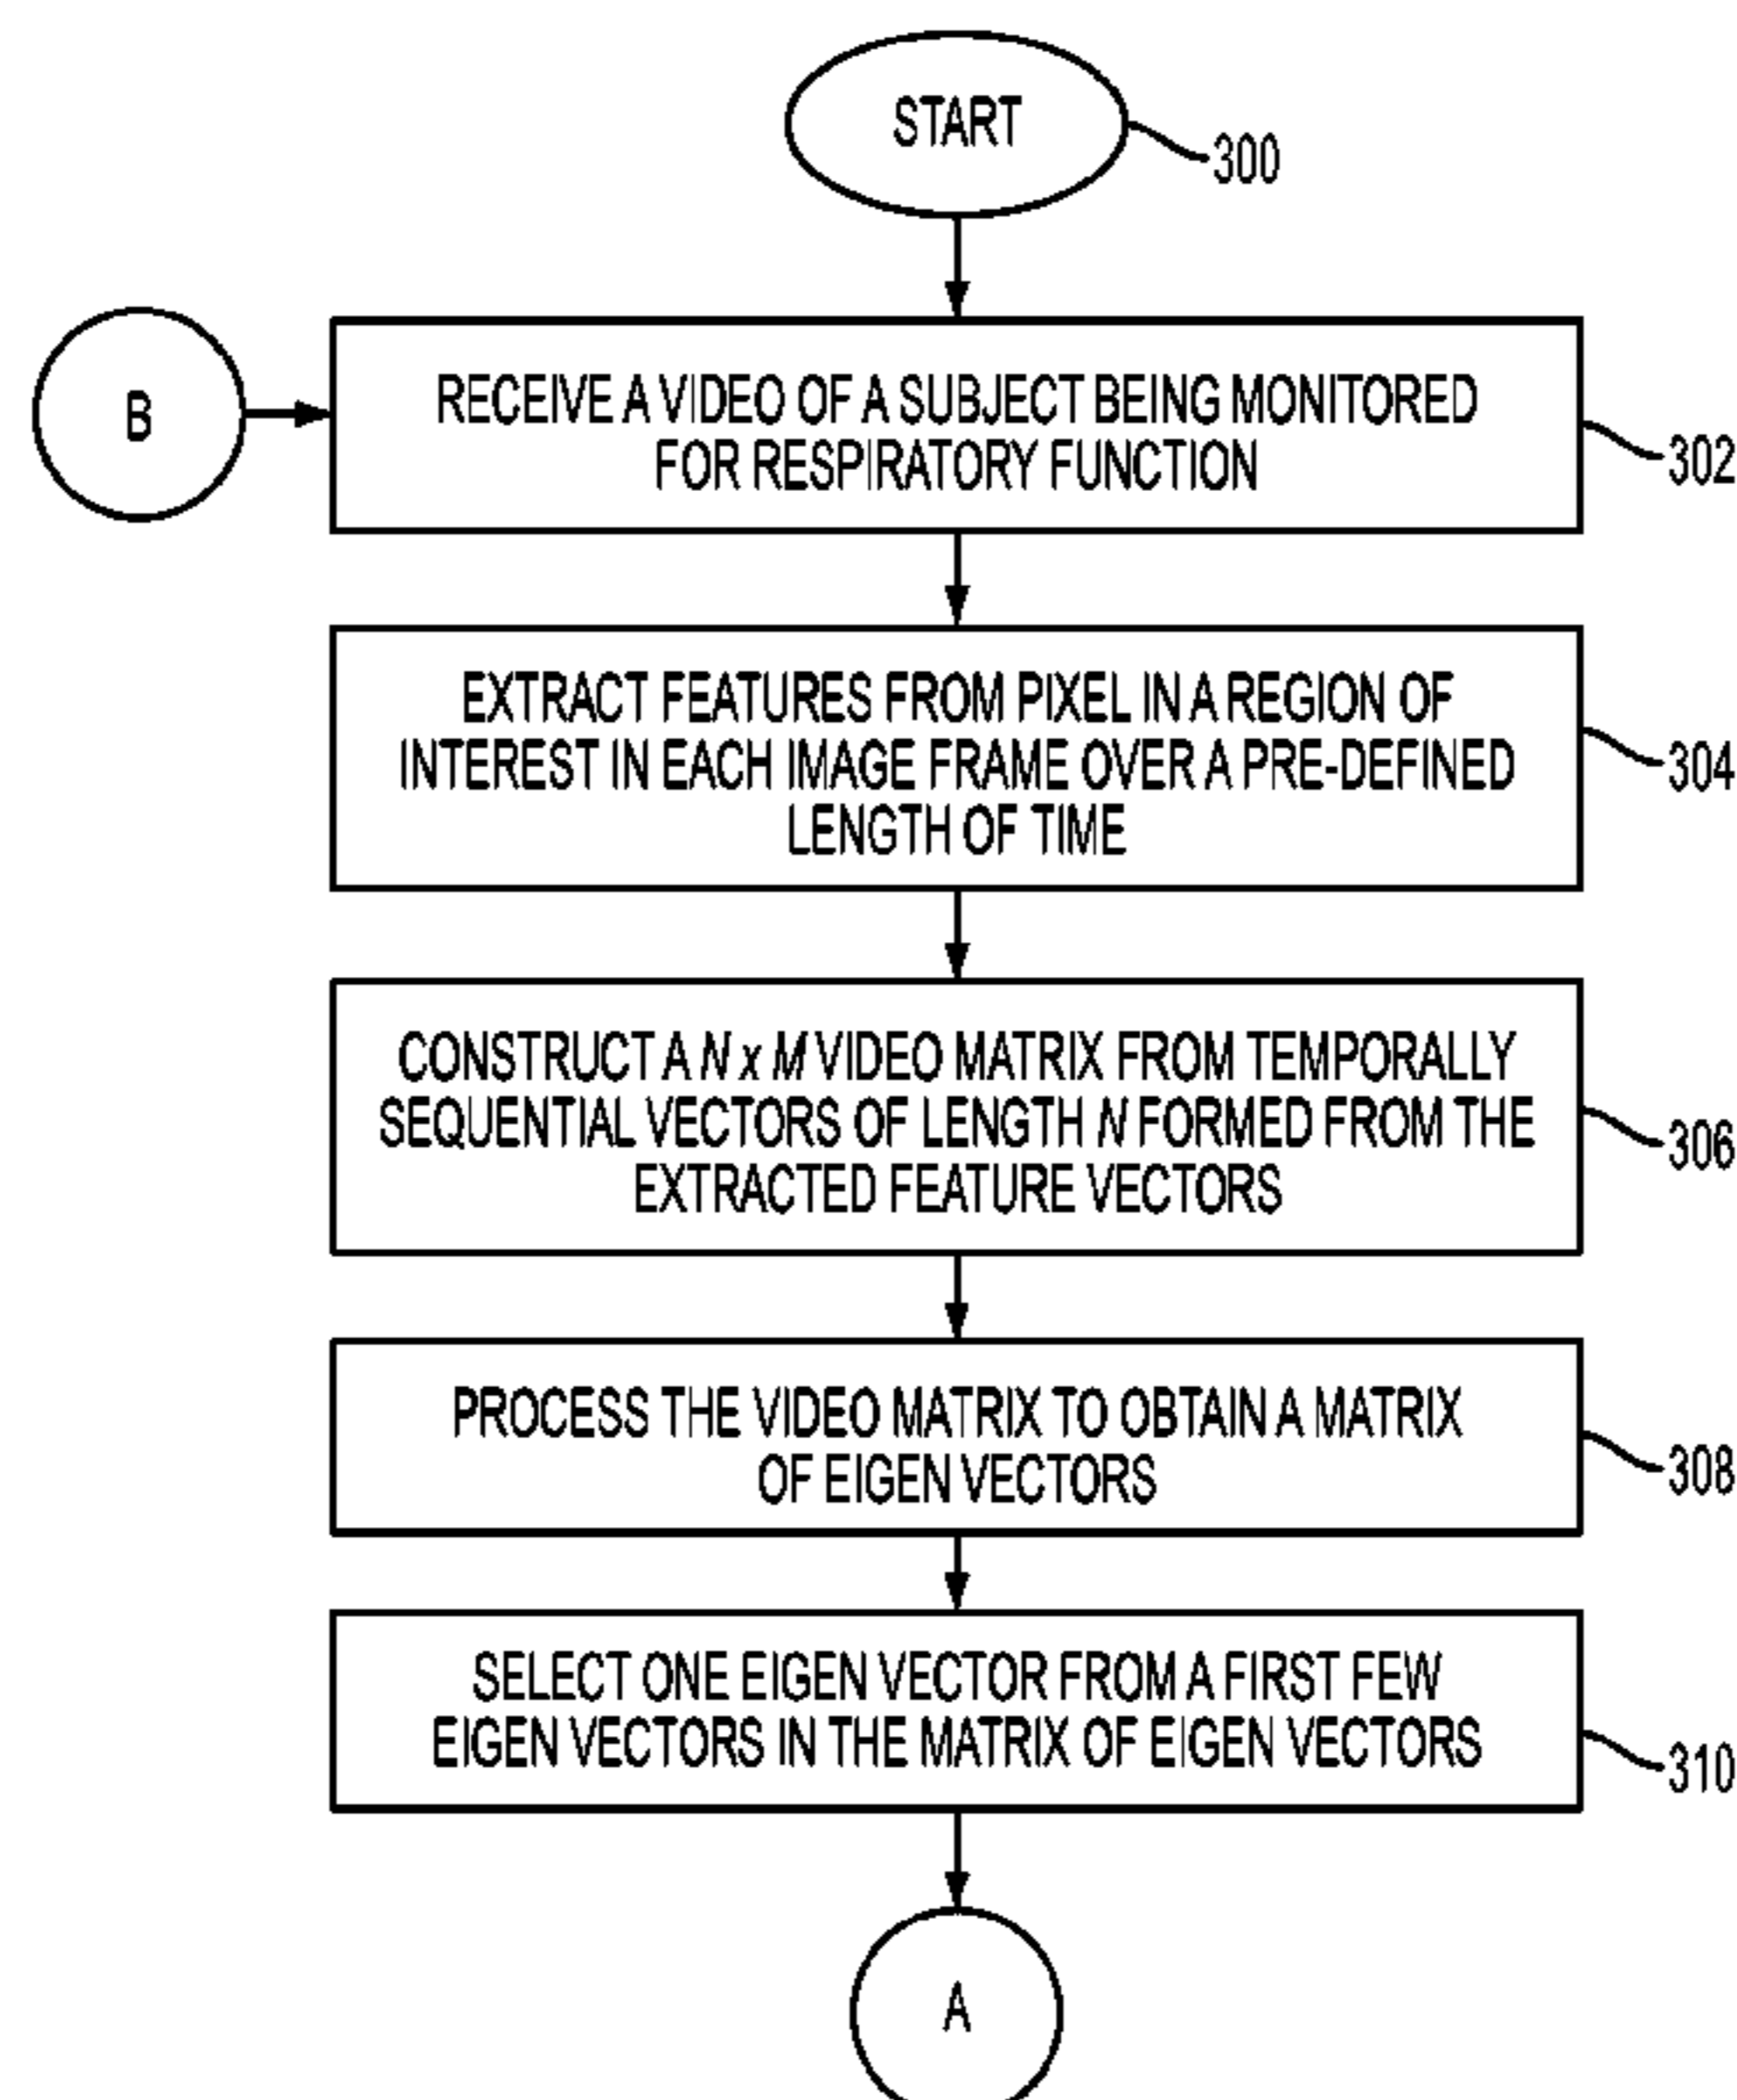 START
300
B
RECEIVE A VIDEO OF A SUBJECT BEING MONITORED
FOR RESPIRATORY FUNCTION
302
EXTRACT FEATURES FROM PIXEL IN A REGION OF
INTEREST IN EACH IMAGE FRAME OVER A PRE-DEFINED
LENGTH OF TIME
304
CONSTRUCT A N x M VIDEO MATRIX FROM TEMPORALLY
SEQUENTIAL VECTORS OF LENGTH N FORMED FROM THE
EXTRACTED FEATURE VECTORS
306
PROCESS THE VIDEO MATRIX TO OBTAIN A MATRIX
OF EIGEN VECTORS
308
SELECT ONE EIGEN VECTOR FROM A FIRST FEW
EIGEN VECTORS IN THE MATRIX OF EIGEN VECTORS
310
A